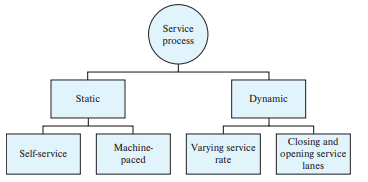 Service
process
Static
Dynamic
Self-service
Machine-
paced
Varying service
rate
Closing and
opening service
lanes